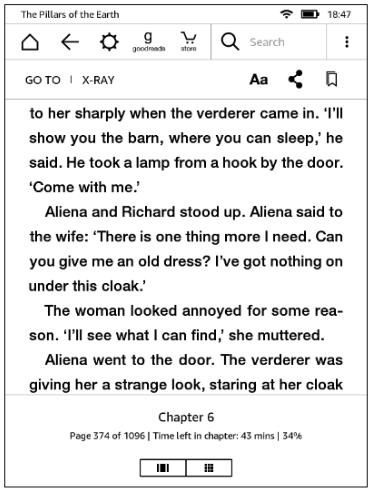 The Pillars of the Earth 18:47
g
goodreads store Search
GO TO | X-RAY Aa
to her sharply when the verderer came in. ‘I’ll
show you the barn, where you can sleep,’ he
said. He took a lamp from a hook by the door.
‘Come with me.’
Aliena and Richard stood up. Aliena said to
the wife: ‘There is one thing more I need. Can
you give me an old dress? I’ve got nothing on
under this cloak.’
The woman looked annoyed for some rea-
son. ‘I’ll see what I can find,’ she muttered.
Aliena went to the door. The verderer was
giving her a strange look, staring at her cloak
Chapter 6
Page 374 of 1096 | Time left in chapter: 43 mins | 34%